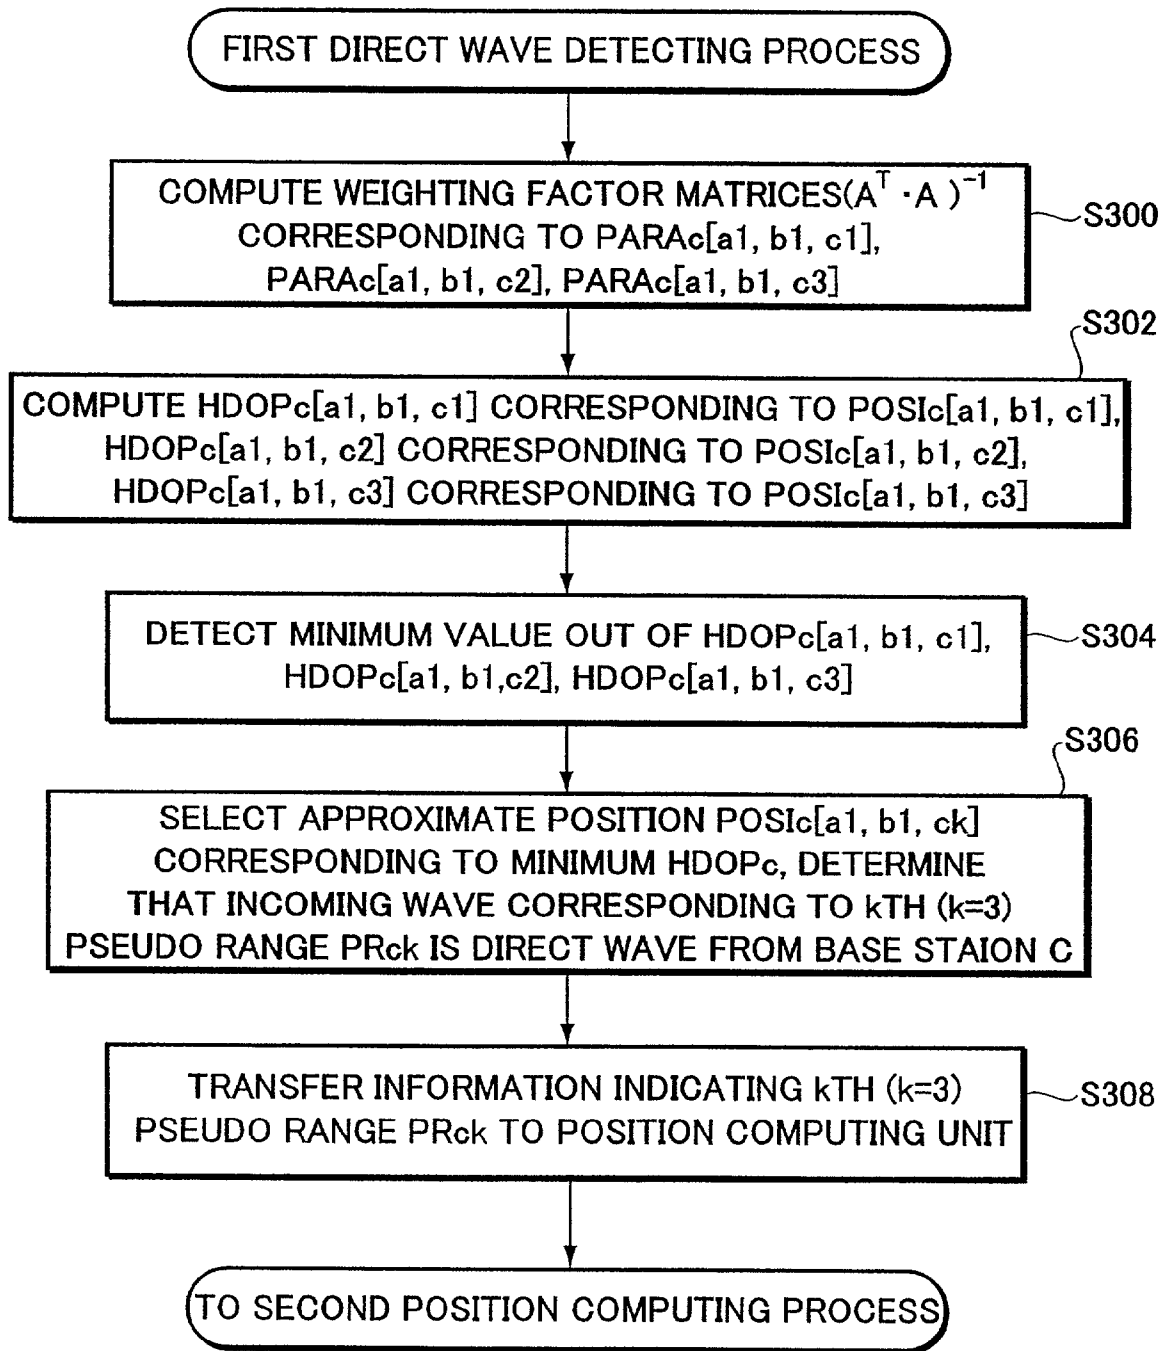 FIRST DIRECT WAVE DETECTING PROCESS
COMPUTE WEIGHTING FACTOR MATRICES(A^T ·A )^-1
CORRESPONDING TO PARAc[a1, b1, c1],
PARAc[a1, b1, c2], PARAc[a1, b1, c3]
S300
S302
COMPUTE HDOPc[a1, b1, c1] CORRESPONDING TO POSIc[a1, b1, c1],
HDOPc[a1, b1, c2] CORRESPONDING TO POSIc[a1, b1, c2],
HDOPc[a1, b1, c3] CORRESPONDING TO POSIc[a1, b1, c3]
DETECT MINIMUM VALUE OUT OF HDOPc[a1, b1, c1],
HDOPc[a1, b1,c2], HDOPc[a1, b1, c3]
S304
S306
SELECT APPROXIMATE POSITION POSIc[a1, b1, ck]
CORRESPONDING TO MINIMUM HDOPc, DETERMINE
THAT INCOMING WAVE CORRESPONDING TO kTH (k=3)
PSEUDO RANGE PRck IS DIRECT WAVE FROM BASE STAION C
TRANSFER INFORMATION INDICATING kTH (k=3)
PSEUDO RANGE PRck TO POSITION COMPUTING UNIT
S308
TO SECOND POSITION COMPUTING PROCESS